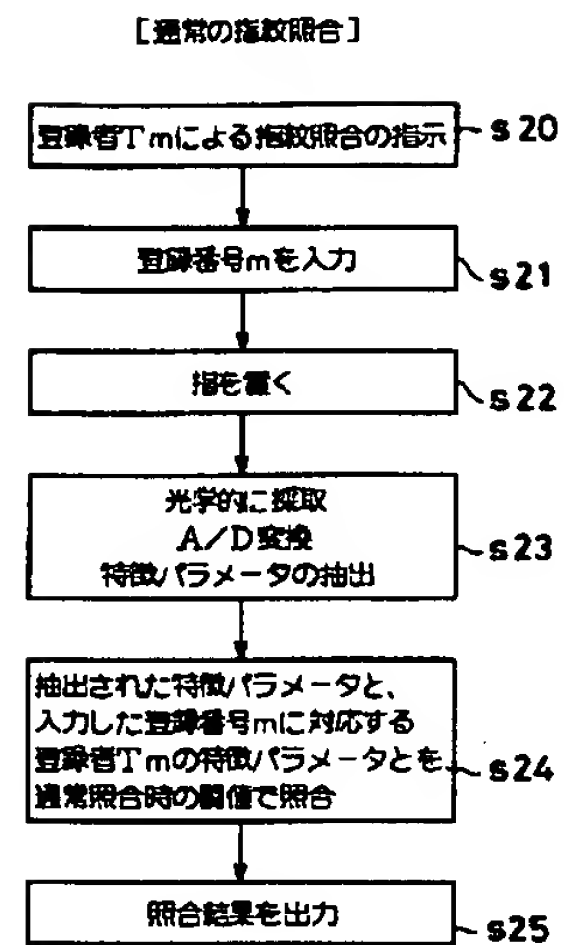 [通常の指紋照合]
登録者Tmによる指紋照合の指示 s20
登録番号mを入力 s21
指を置く s22
光学的に採取
A/D変換
特徴パラメータの抽出
s23
抽出された特徴パラメータと、
入力した登録番号mに対応する
登録者Tmの特徴パラメータとを
通常照合時の閾値で照合
s24
照合結果を出力 s25